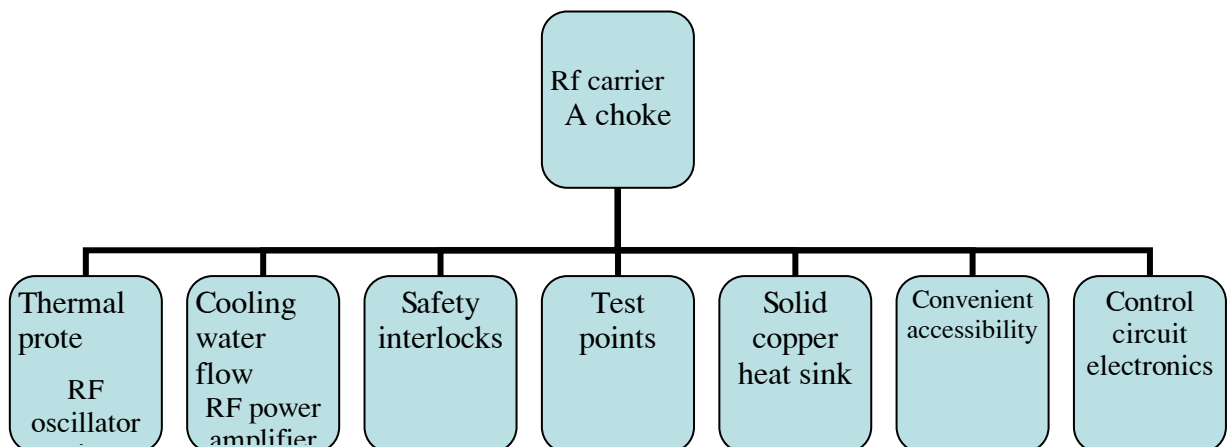 Rf carrier
A choke
Thermal
prote
RF
oscillator
Cooling
water
flow
RF power
amplifier
Safety
interlocks
Test
points
Solid
copper
heat sink
Convenient
accessibility
Control
circuit
electronics